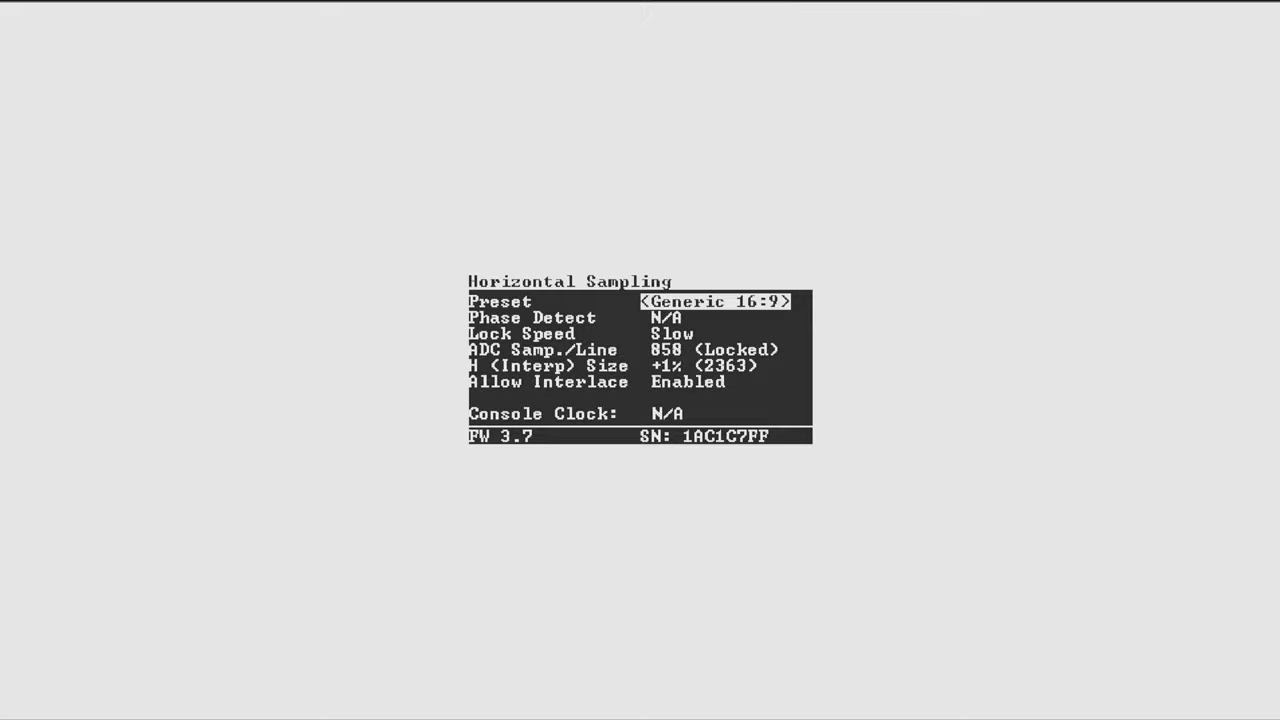 Horizontal Sampling
Preset <Generic 16:9>
Phase Detect N/A
Lock Speed Slow
ADC Samp./Line 858 (Locked)
H (Interp) Size +1% (2363)
Allow Interlace Enabled
Console Clock: N/A
FW 3.7 SN: 1AC1C7FF